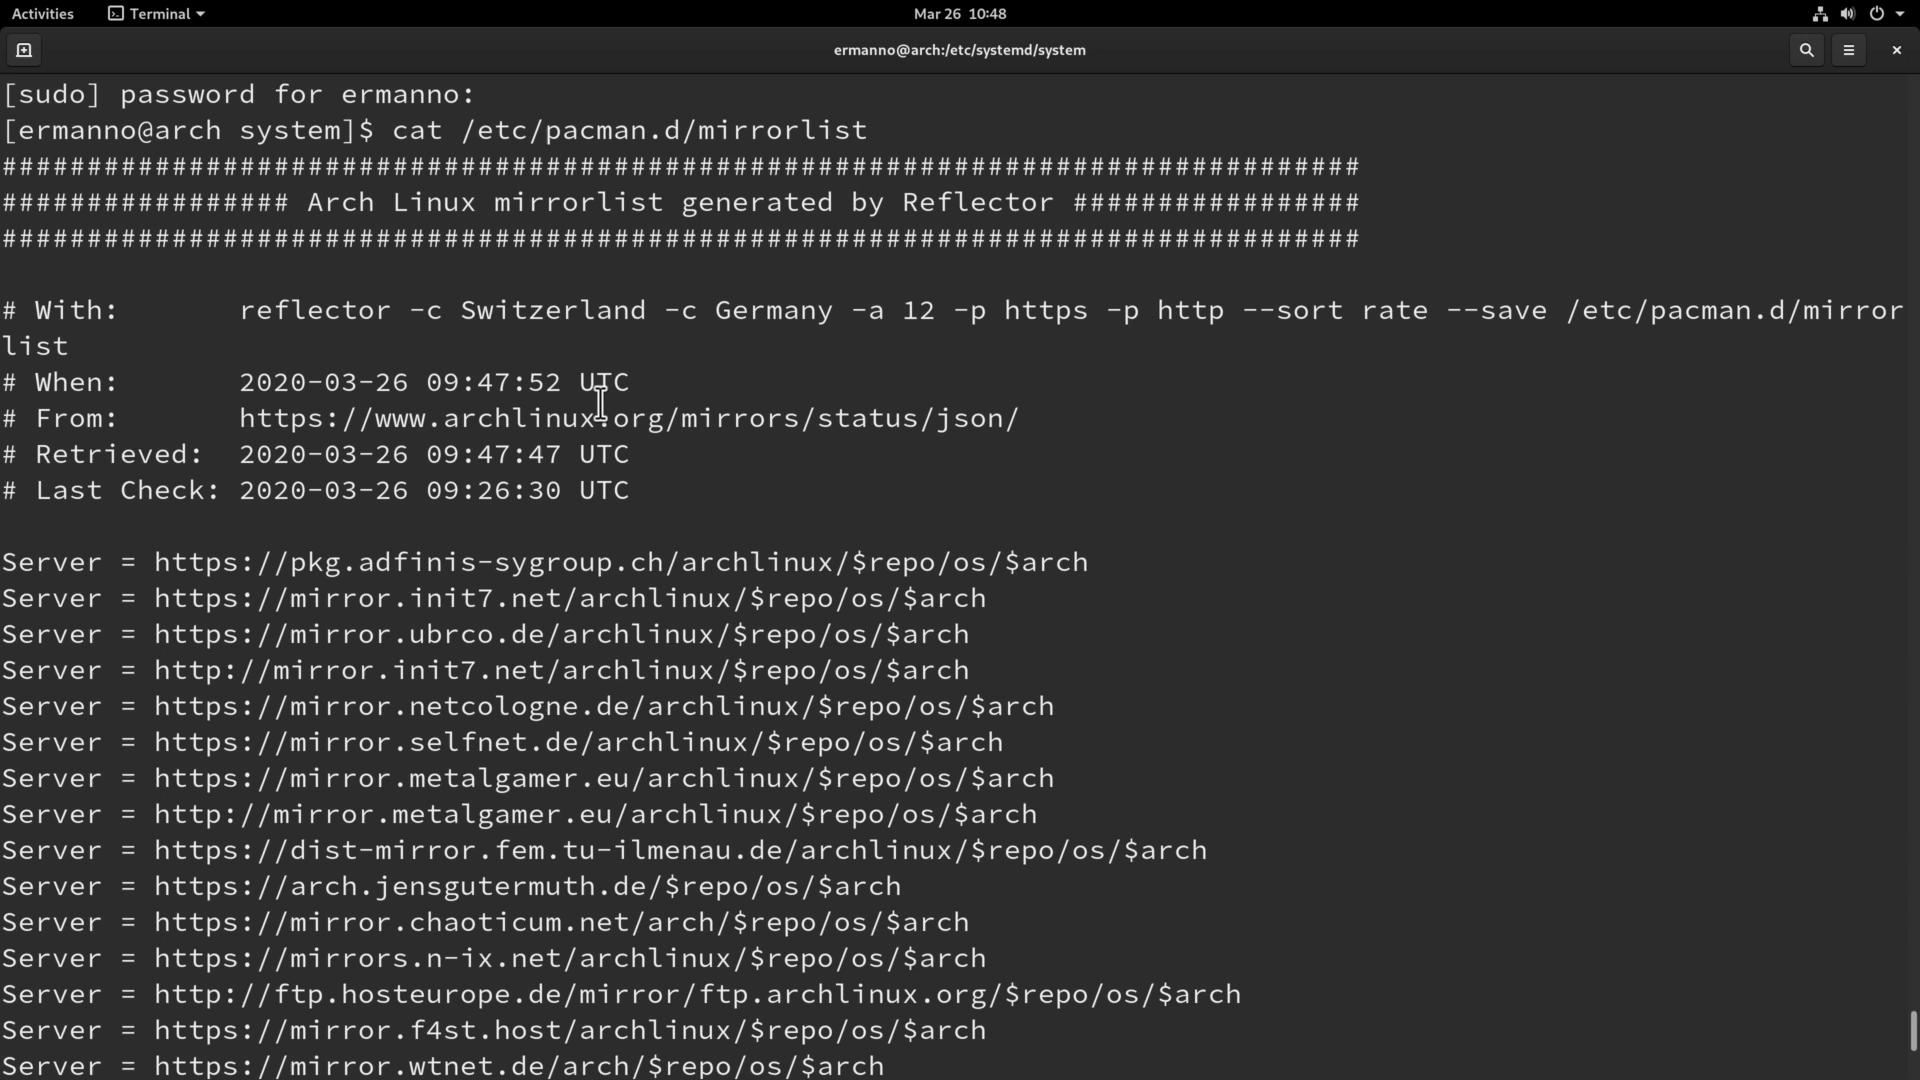 Activities Terminal Mar 26 10:48
ermanno@arch:/etc/systemd/system
[sudo] password for ermanno:
[ermanno@arch system]$ cat /etc/pacman.d/mirrorlist
################################################################################
################# Arch Linux mirrorlist generated by Reflector #################
################################################################################
# With:       reflector -c Switzerland -c Germany -a 12 -p https -p http --sort rate --save /etc/pacman.d/mirror
list
# When:       2020-03-26 09:47:52 UTC
# From:       https://www.archlinux.org/mirrors/status/json/
# Retrieved:  2020-03-26 09:47:47 UTC
# Last Check: 2020-03-26 09:26:30 UTC
Server = https://pkg.adfinis-sygroup.ch/archlinux/$repo/os/$arch
Server = https://mirror.init7.net/archlinux/$repo/os/$arch
Server = https://mirror.ubrco.de/archlinux/$repo/os/$arch
Server = http://mirror.init7.net/archlinux/$repo/os/$arch
Server = https://mirror.netcologne.de/archlinux/$repo/os/$arch
Server = https://mirror.selfnet.de/archlinux/$repo/os/$arch
Server = https://mirror.metalgamer.eu/archlinux/$repo/os/$arch
Server = http://mirror.metalgamer.eu/archlinux/$repo/os/$arch
Server = https://dist-mirror.fem.tu-ilmenau.de/archlinux/$repo/os/$arch
Server = https://arch.jensgutermuth.de/$repo/os/$arch
Server = https://mirror.chaoticum.net/arch/$repo/os/$arch
Server = https://mirrors.n-ix.net/archlinux/$repo/os/$arch
Server = http://ftp.hosteurope.de/mirror/ftp.archlinux.org/$repo/os/$arch
Server = https://mirror.f4st.host/archlinux/$repo/os/$arch
Server = https://mirror.wtnet.de/arch/$repo/os/$arch